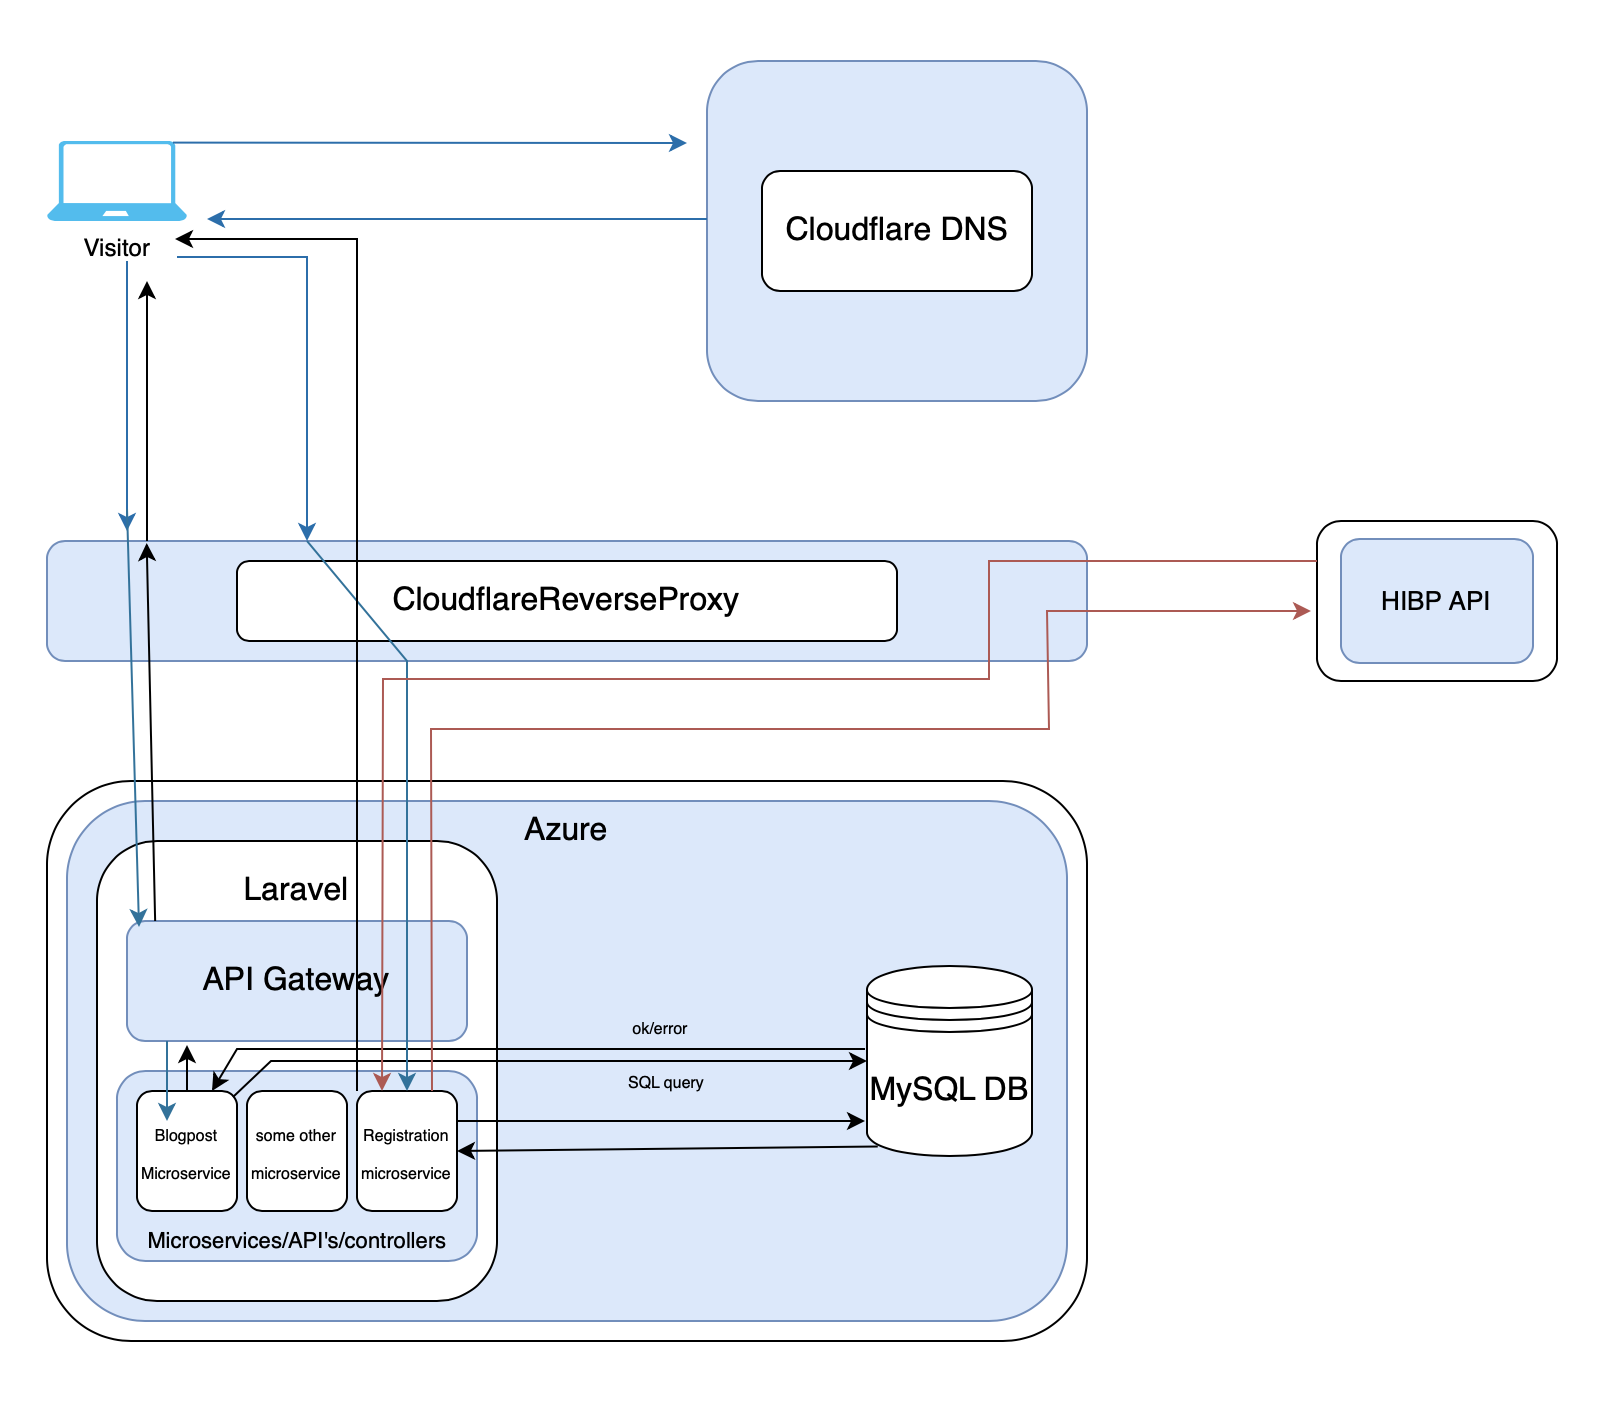 Cloudflare DNS
Visitor
CloudflareReverseProxy
HIBP API
Azure
Laravel
API Gateway
ok/error
SQL query
MySQL DB
Blogpost
Microservice
some other
microservice
Registration
microservice
Microservices/API's/controllers